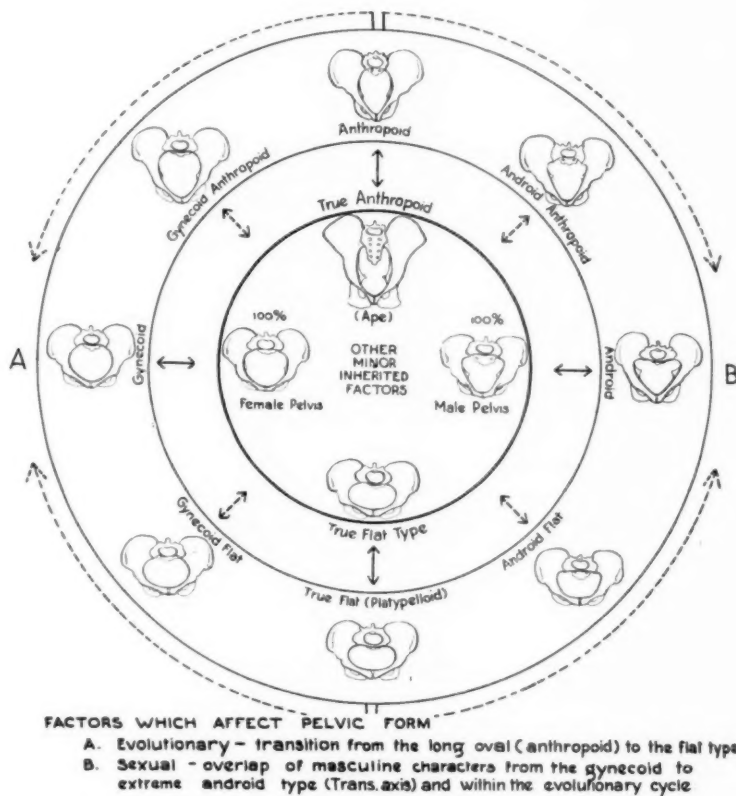 Anthropoid
Gynecoid Anthropoid
Android Anthropoid
True Anthropoid
(Ape)
100%
100%
A
Gynecoid
OTHER
MINOR
INHERITED
FACTORS
Android
B
Female Pelvis
Male Pelvis
Gynecoid Flat
True Flat Type
Android Flat
True Flat (Platypelloid)
FACTORS WHICH AFFECT PELVIC FORM
A. Evolutionary - transition from the long oval (anthropoid) to the flat type
B. Sexual - overlap of masculine characters from the gynecoid to
extreme android type (Trans. axis) and within the evolutionary cycle